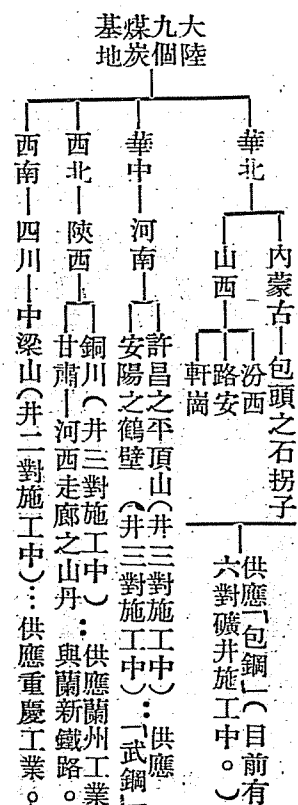 大陸
九個
煤炭
基地
華北
內蒙古
包頭之石拐子
山西
汾西
路安
軒崗
供應「包鋼」(目前有
六對礦井施工中。)
華中
河南
許昌之平頂山(井三對施工中)
安陽之鶴壁(井三對施工中)
…供應
「武鋼」
西北
陝西
銅川(井三對施工中)
甘肅
河西走廊之山丹
…供應蘭州工業
與蘭新鐵路。
西南
四川
中梁山(井二對施工中)…供應重慶工業。